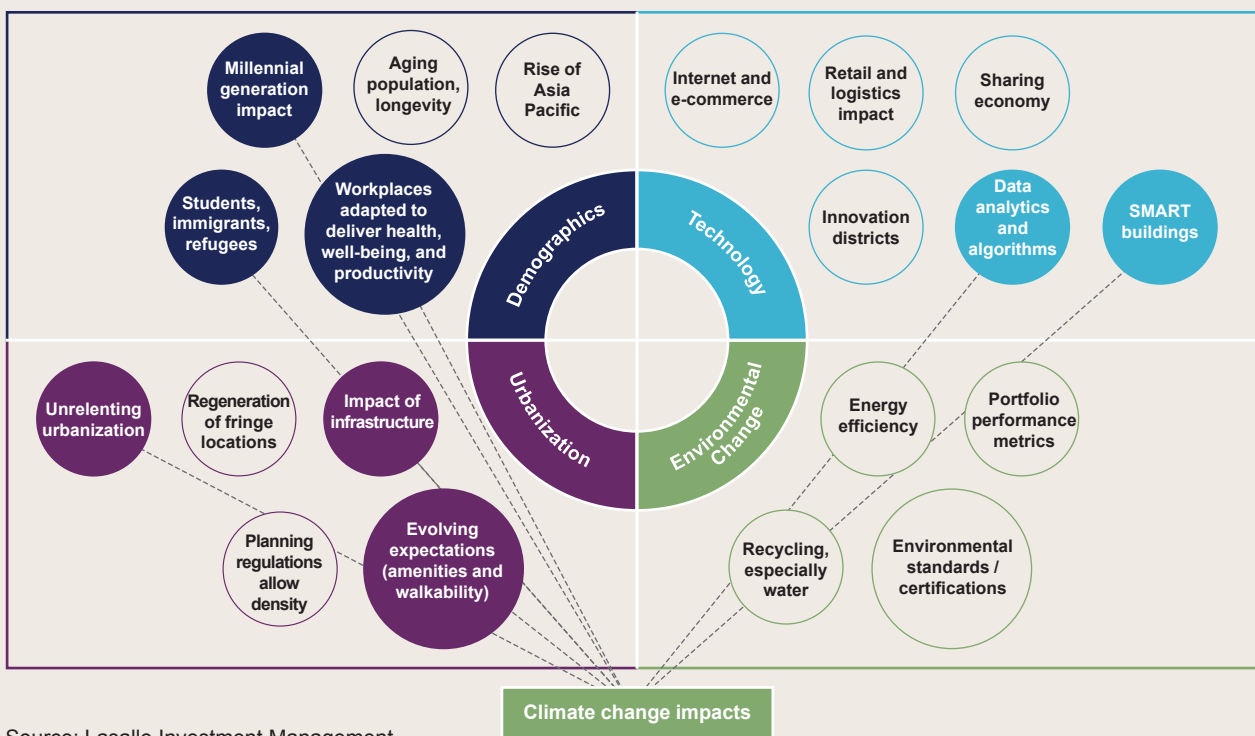 Millennial
generation
impact
Aging
population,
longevity
Rise of
Asia
Pacific
Students,
immigrants,
refugees
Workplaces
adapted to
deliver health,
well-being, and
productivity
Demographics
Internet and
e-commerce
Retail and
logistics
impact
Sharing
economy
Technology
Innovation
districts
Data
analytics
and
algorithms
SMART
buildings
Unrelenting
urbanization
Regeneration
of fringe
locations
Impact of
infrastructure
Urbanization
Planning
regulations
allow
density
Evolving
expectations
(amenities and
walkability)
Environmental
Change
Energy
efficiency
Portfolio
performance
metrics
Recycling,
especially
water
Environmental
standards /
certifications
Climate change impacts
Source: Lasalle Investment Management